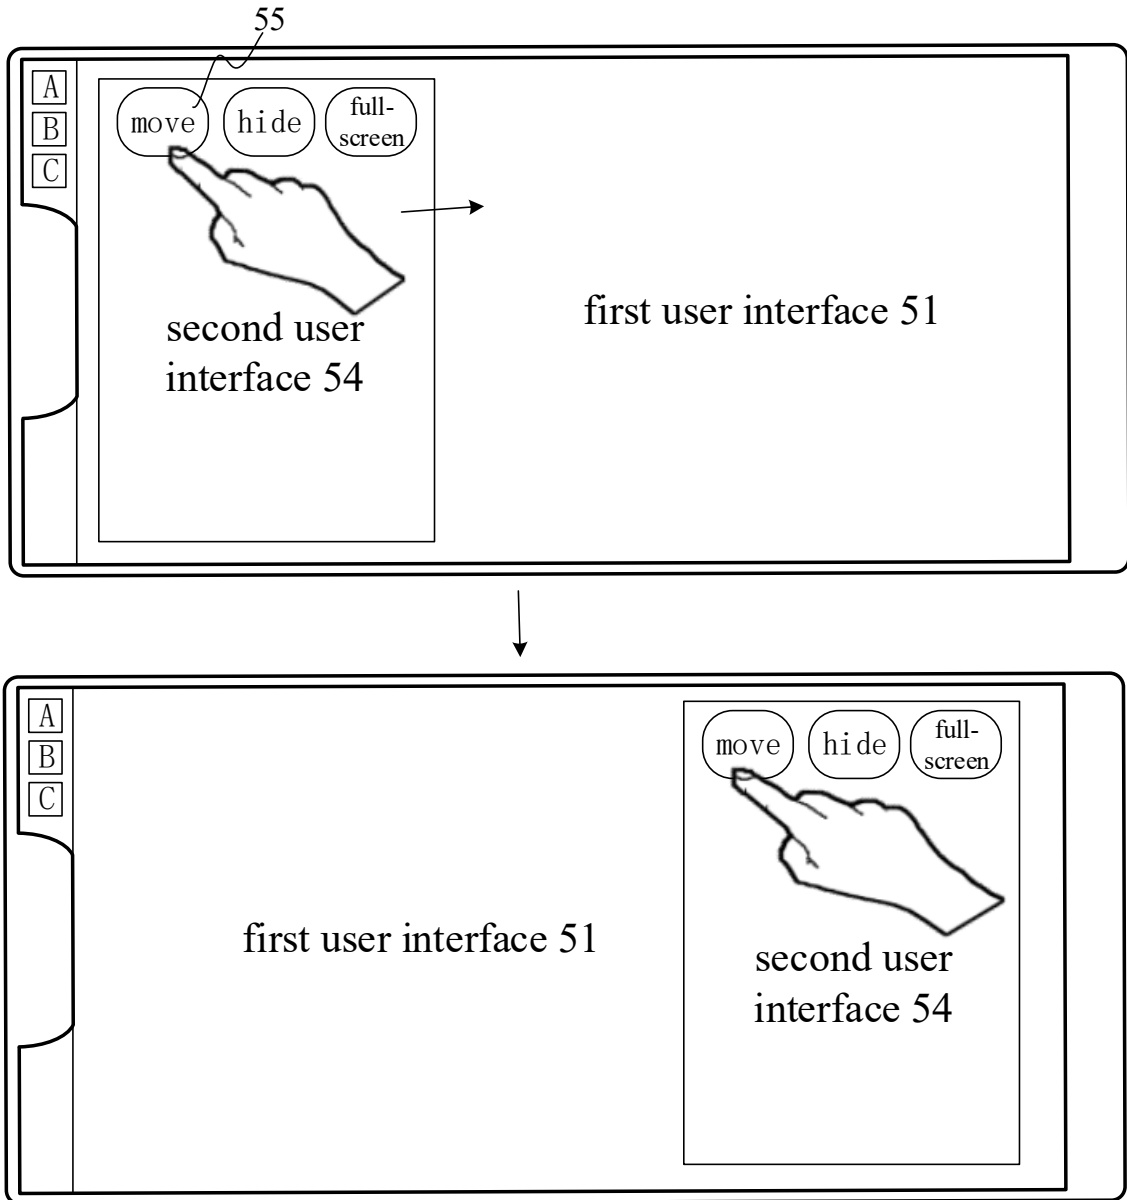 55
A
B
C
move
hide
full-
screen
second user
interface 54
first user interface 51
A
B
C
move
hide
full-
screen
first user interface 51
second user
interface 54